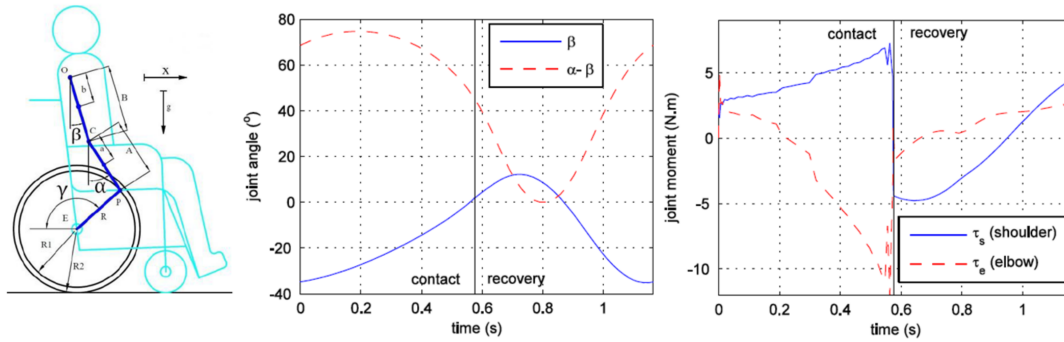 O
X
b
B
g
β
C
a
A
α
P
γ
E
R
R1
R2
joint angle (°)
80
60
40
20
0
-20
-40
β
α- β
contact
recovery
0
0.2
0.4
0.6
0.8
1
time (s)
joint moment (N.m)
5
0
-5
-10
contact
recovery
τs (shoulder)
τe (elbow)
0
0.2
0.4
0.6
0.8
1
time (s)